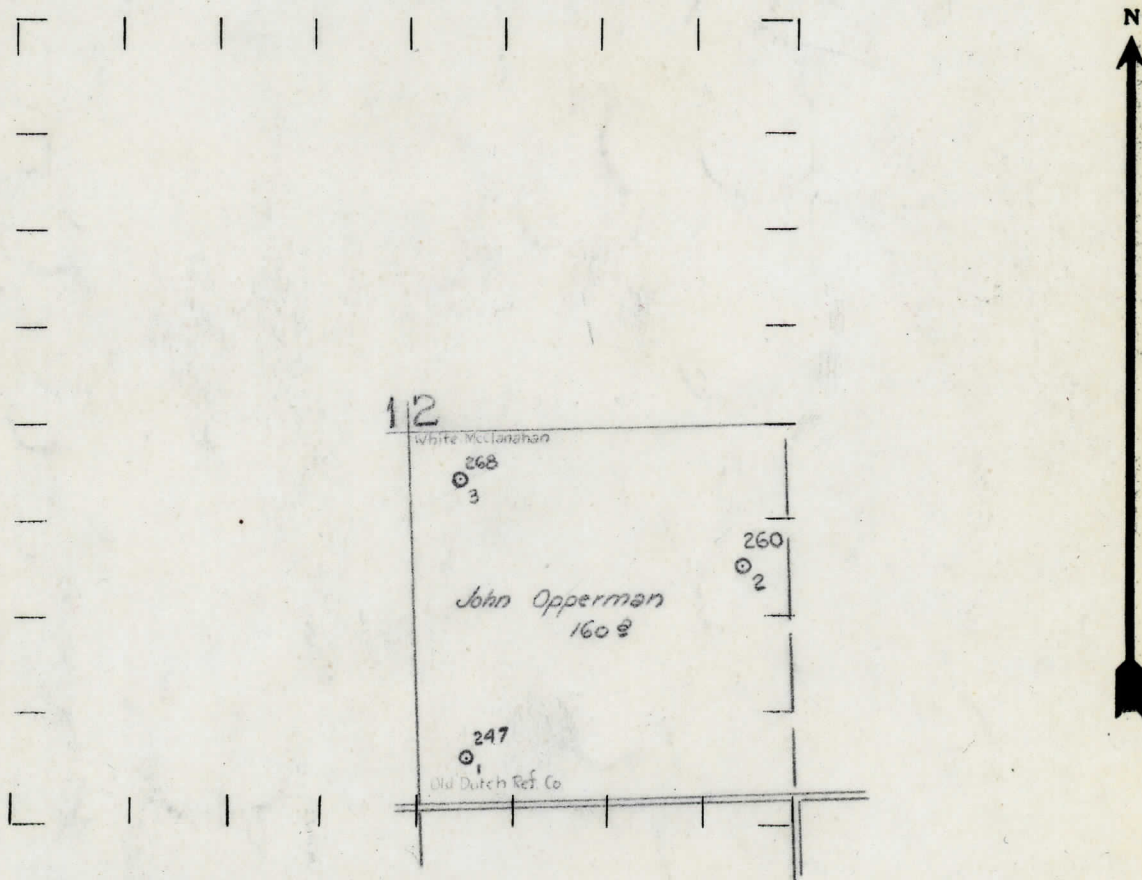 N
12
White McClanahan
268
3
260
2
John Opperman
160 a
247
1
Old Dutch Ref. Co